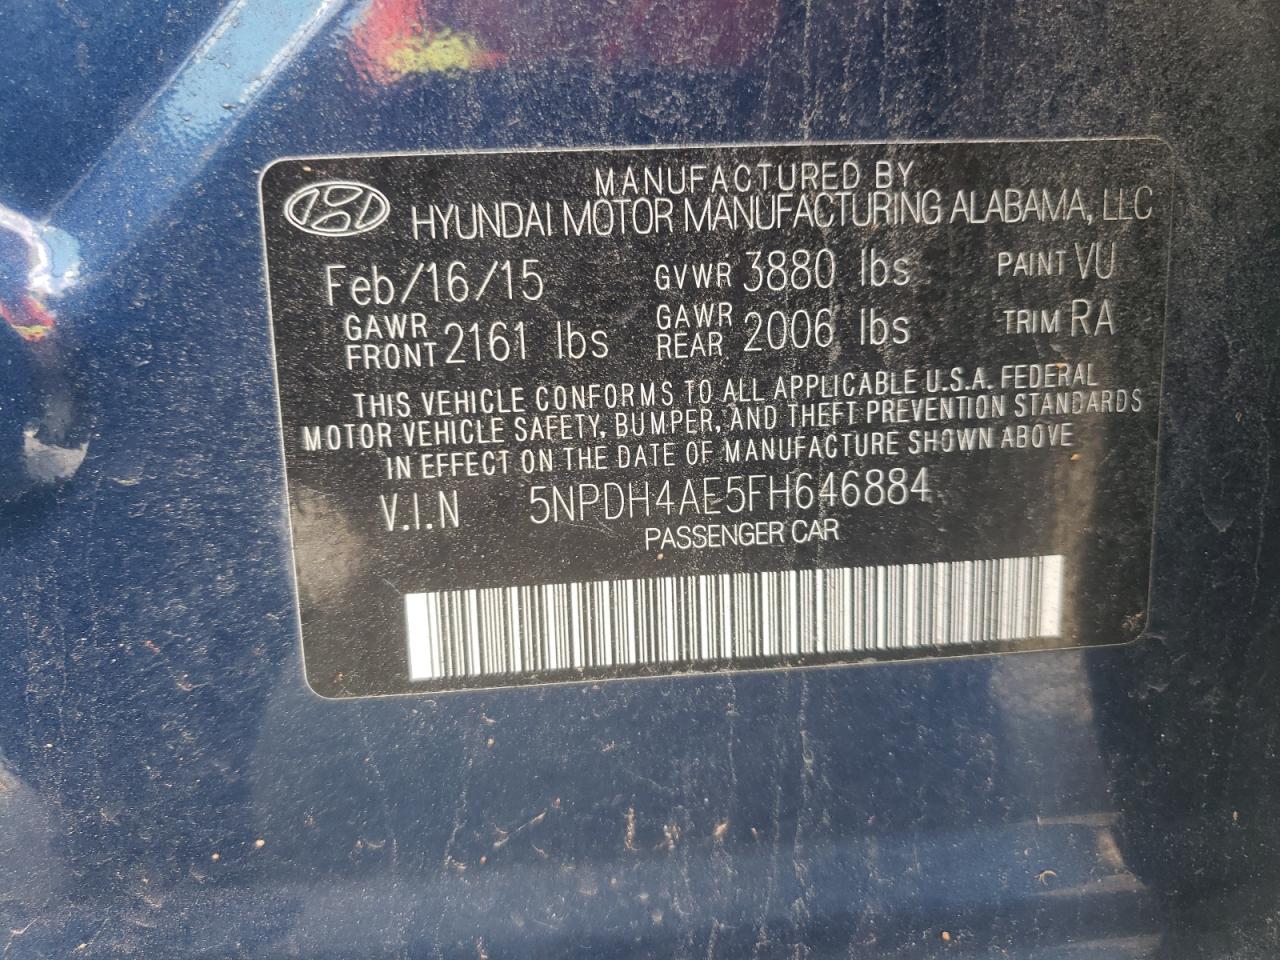 MANUFACTURED BY
HYUNDAI MOTOR MANUFACTURING ALABAMA, LLC
Feb/16/15 GVWR 3880 lbs PAINT VU
GAWR FRONT 2161 lbs GAWR REAR 2006 lbs TRIM RA
THIS VEHICLE CONFORMS TO ALL APPLICABLE U.S.A. FEDERAL
MOTOR VEHICLE SAFETY, BUMPER, AND THEFT PREVENTION STANDARDS
IN EFFECT ON THE DATE OF MANUFACTURE SHOWN ABOVE
V.I.N 5NPDH4AE5FH646884
PASSENGER CAR